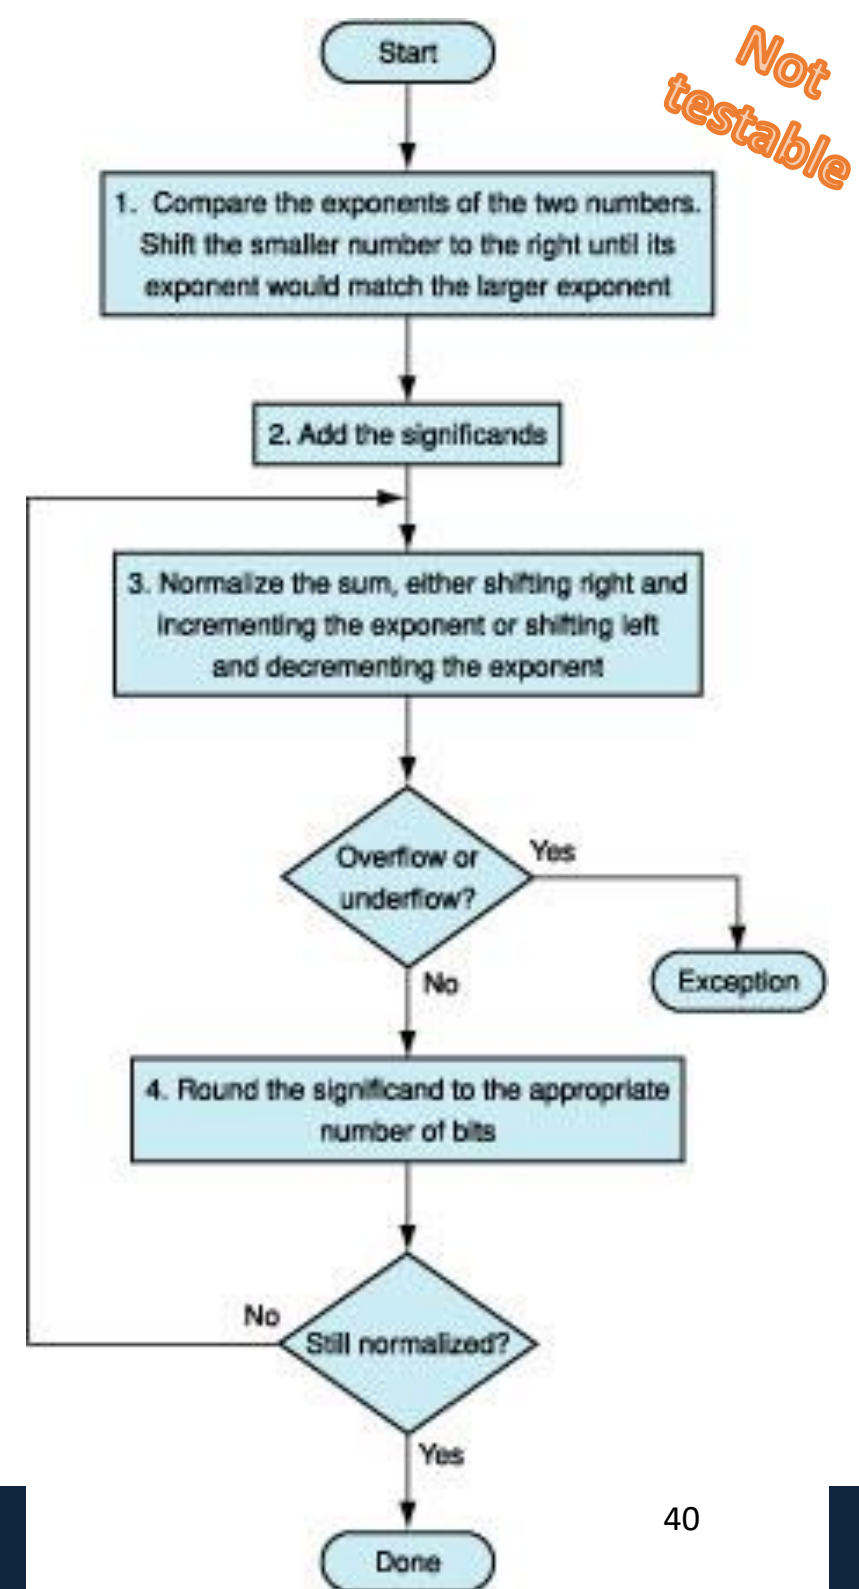 Not
testable
Start
1. Compare the exponents of the two numbers.
Shift the smaller number to the right until its
exponent would match the larger exponent
2. Add the significands
3. Normalize the sum, either shifting right and
incrementing the exponent or shifting left
and decrementing the exponent
Overflow or
underflow?
Yes
Exception
No
4. Round the significand to the appropriate
number of bits
No
Still normalized?
Yes
Done
40